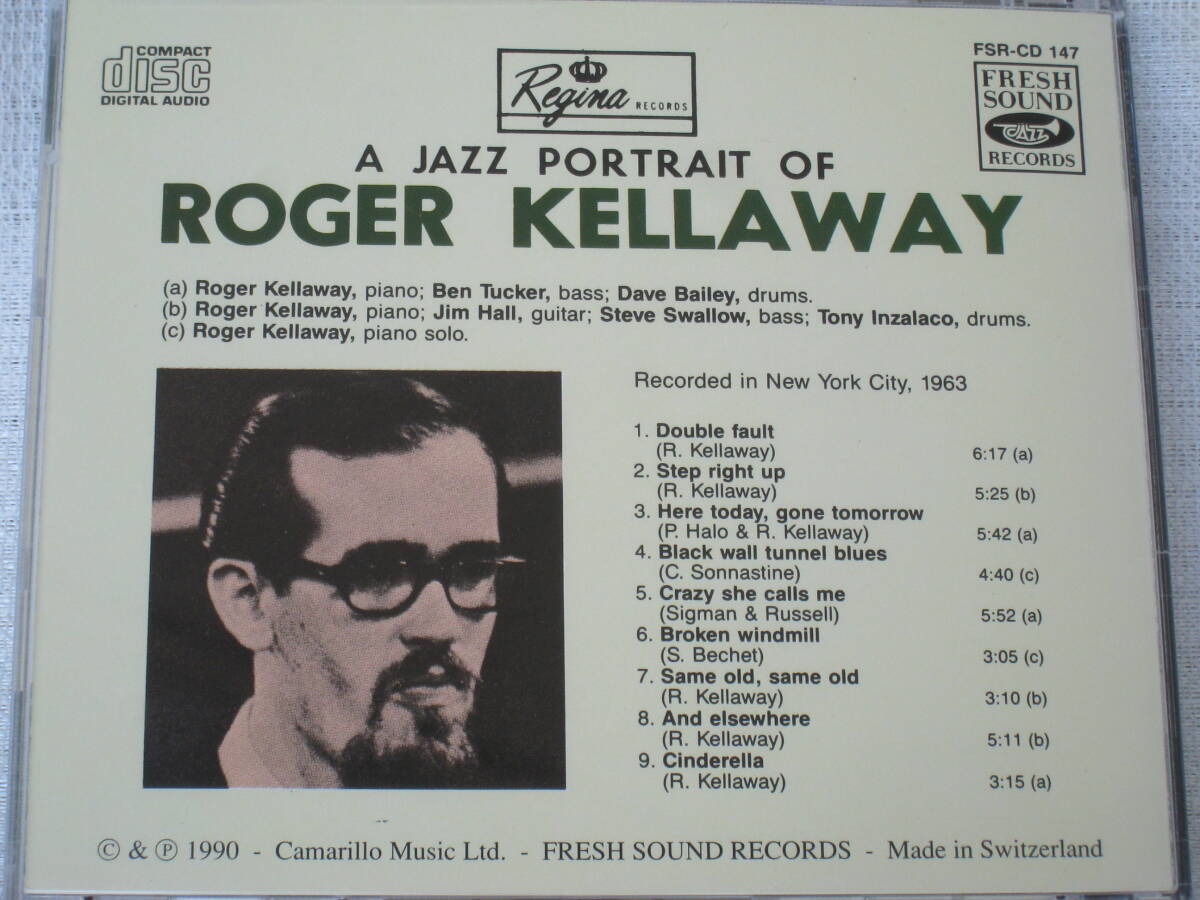 COMPACT
disc
DIGITAL AUDIO
Regina RECORDS
FSR-CD 147
FRESH
SOUND
JAZZ
RECORDS
A JAZZ PORTRAIT OF
ROGER KELLAWAY
(a) Roger Kellaway, piano; Ben Tucker, bass; Dave Bailey, drums.
(b) Roger Kellaway, piano; Jim Hall, guitar; Steve Swallow, bass; Tony Inzalaco, drums.
(c) Roger Kellaway, piano solo.
Recorded in New York City, 1963
1. Double fault
(R. Kellaway) 6:17 (a)
2. Step right up
(R. Kellaway) 5:25 (b)
3. Here today, gone tomorrow
(P. Halo & R. Kellaway) 5:42 (a)
4. Black wall tunnel blues
(C. Sonnastine) 4:40 (c)
5. Crazy she calls me
(Sigman & Russell) 5:52 (a)
6. Broken windmill
(S. Bechet) 3:05 (c)
7. Same old, same old
(R. Kellaway) 3:10 (b)
8. And elsewhere
(R. Kellaway) 5:11 (b)
9. Cinderella
(R. Kellaway) 3:15 (a)
© & ℗ 1990 - Camarillo Music Ltd. - FRESH SOUND RECORDS - Made in Switzerland